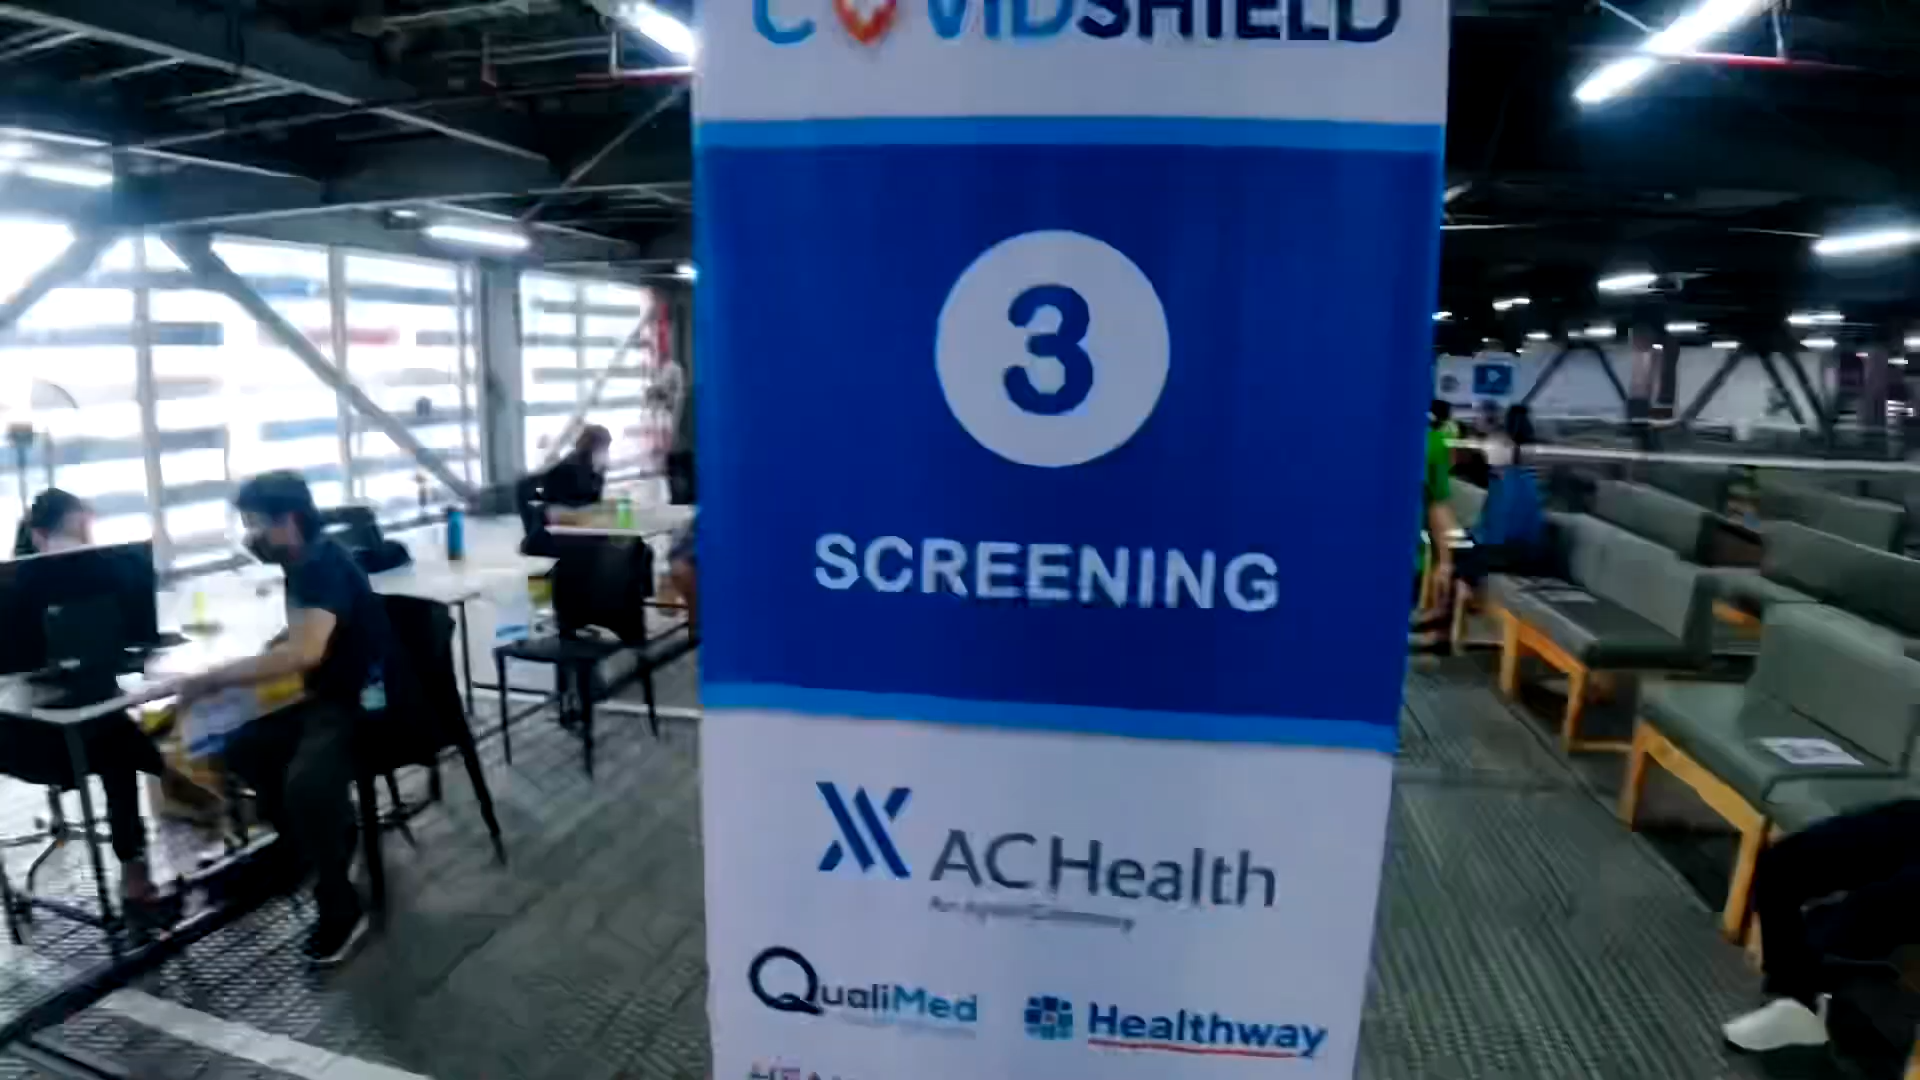 COVIDSHIELD
3
SCREENING
ACHealth
QualiMed
Healthway